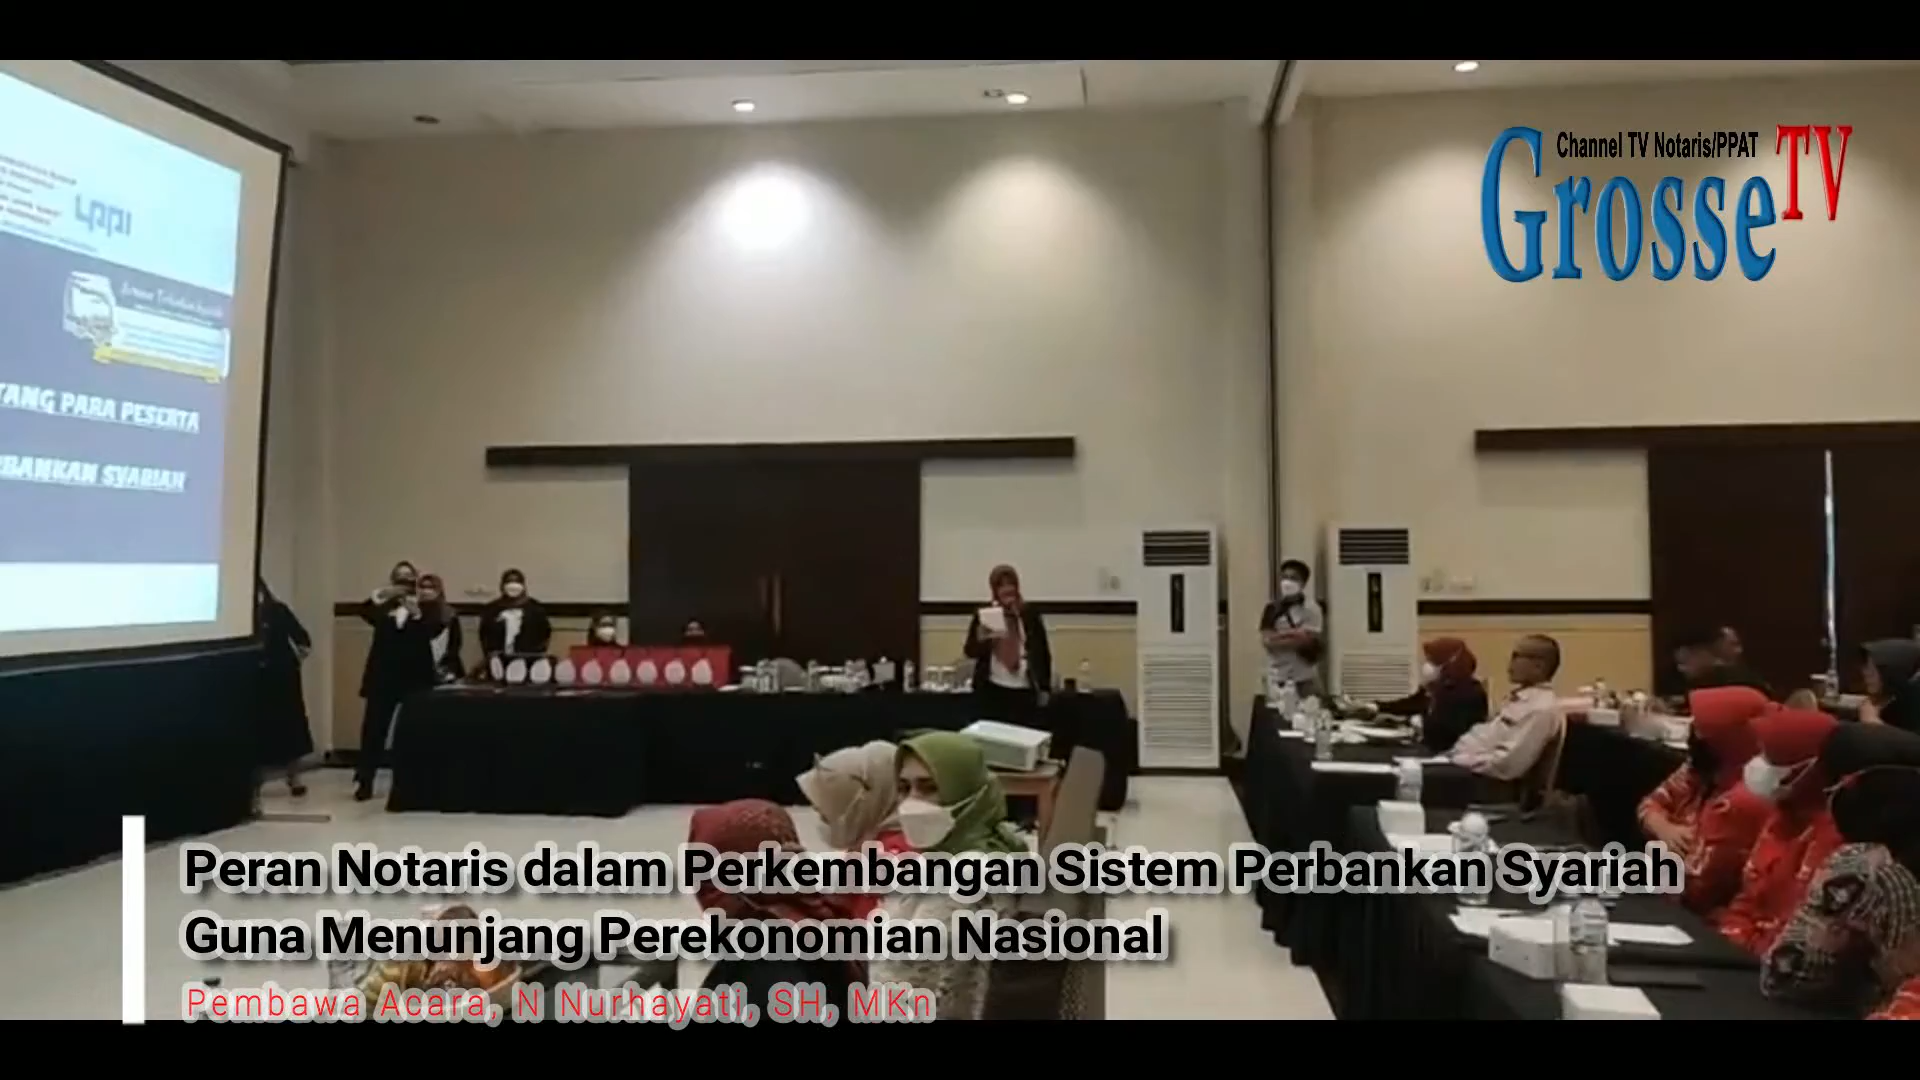 Channel TV Notaris/PPAT
Grosse TV
LPPI
TANG PARA PESERTA
RBANKAN SYARIAH
Peran Notaris dalam Perkembangan Sistem Perbankan Syariah
Guna Menunjang Perekonomian Nasional
Pembawa Acara, N Nurhayati, SH, MKn